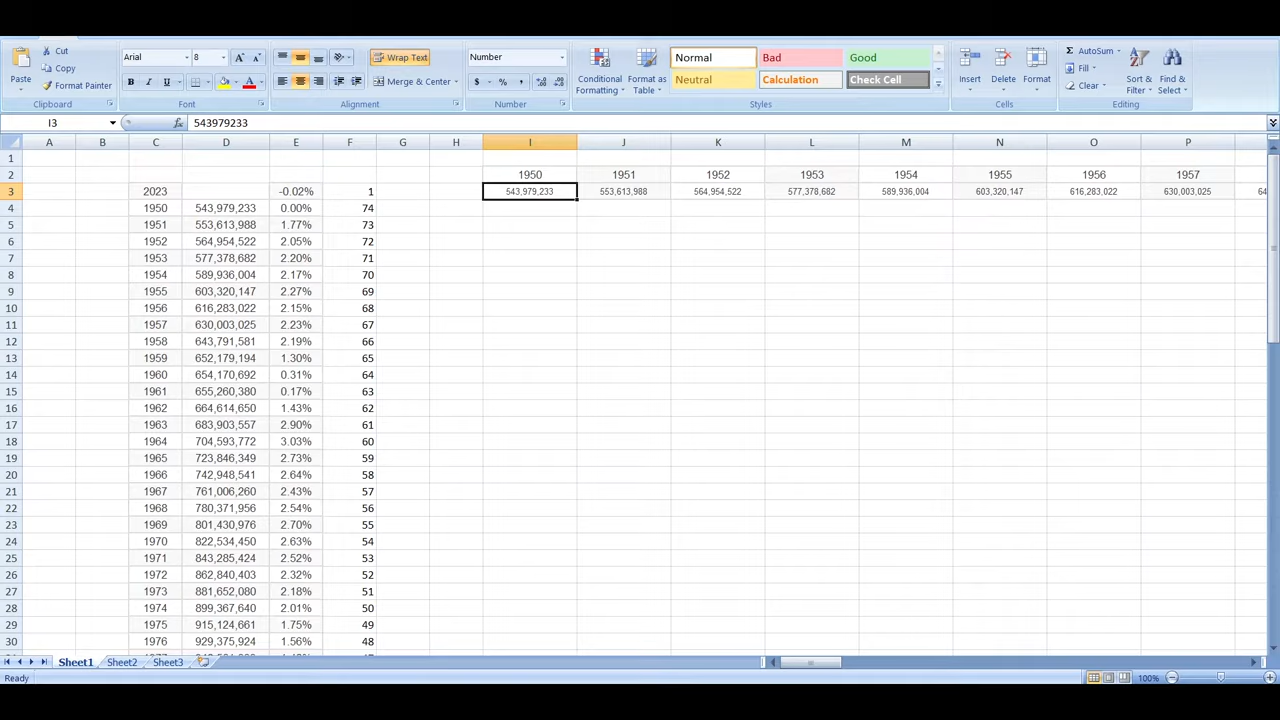 Cut
Copy
Format Painter
Paste
Clipboard
Arial 8
B I U
Font
Wrap Text
Merge & Center
Alignment
Number
$ % ,
Number
Conditional Formatting
Format as Table
Normal Bad Good
Neutral Calculation Check Cell
Styles
Insert Delete Format
Cells
AutoSum
Fill
Clear
Sort & Filter
Find & Select
Editing
I3 fx 543979233
A B C D E F G H I J K L M N O P
1
2 1950 1951 1952 1953 1954 1955 1956 1957
3 2023 -0.02% 1 543,979,233 553,613,988 564,954,522 577,378,682 589,936,004 603,320,147 616,283,022 630,003,025 64
4 1950 543,979,233 0.00% 74
5 1951 553,613,988 1.77% 73
6 1952 564,954,522 2.05% 72
7 1953 577,378,682 2.20% 71
8 1954 589,936,004 2.17% 70
9 1955 603,320,147 2.27% 69
10 1956 616,283,022 2.15% 68
11 1957 630,003,025 2.23% 67
12 1958 643,791,581 2.19% 66
13 1959 652,179,194 1.30% 65
14 1960 654,170,692 0.31% 64
15 1961 655,260,380 0.17% 63
16 1962 664,614,650 1.43% 62
17 1963 683,903,557 2.90% 61
18 1964 704,593,772 3.03% 60
19 1965 723,846,349 2.73% 59
20 1966 742,948,541 2.64% 58
21 1967 761,006,260 2.43% 57
22 1968 780,371,956 2.54% 56
23 1969 801,430,976 2.70% 55
24 1970 822,534,450 2.63% 54
25 1971 843,285,424 2.52% 53
26 1972 862,840,403 2.32% 52
27 1973 881,652,080 2.18% 51
28 1974 899,367,640 2.01% 50
29 1975 915,124,661 1.75% 49
30 1976 929,375,924 1.56% 48
Sheet1 Sheet2 Sheet3
Ready 100%